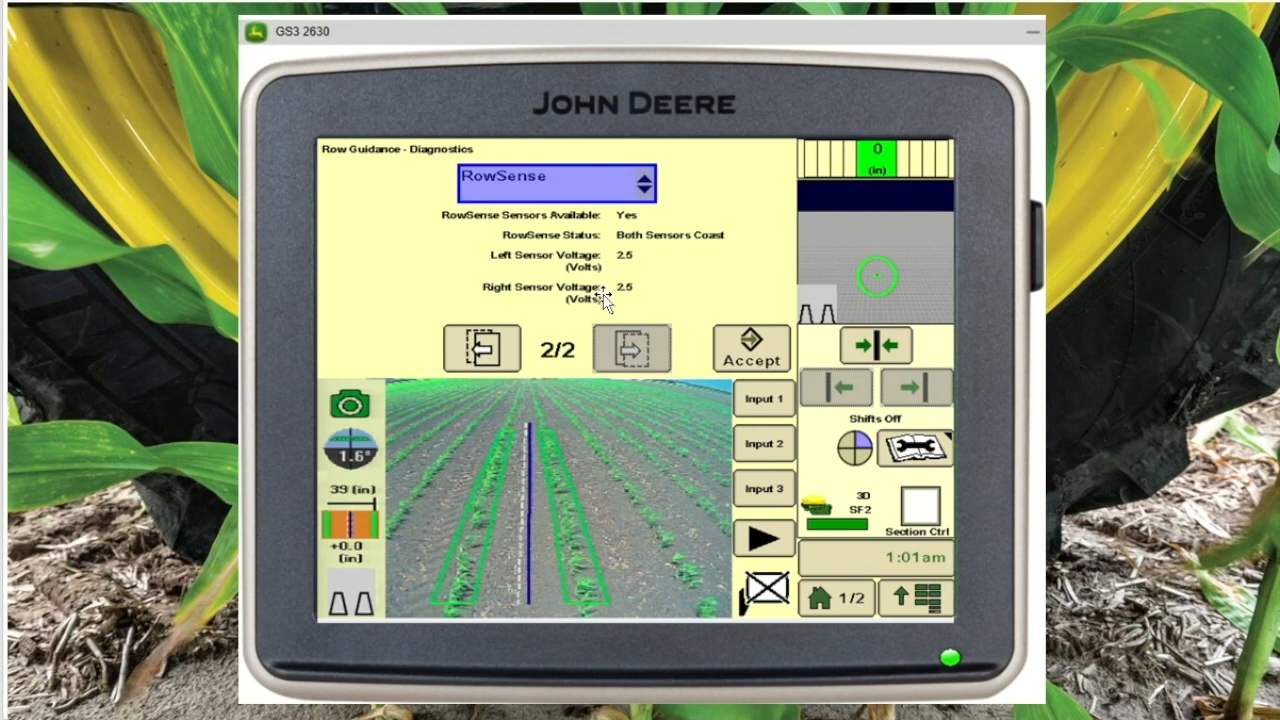 GS3 2630
JOHN DEERE
Row Guidance - Diagnostics
RowSense
RowSense Sensors Available: Yes
RowSense Status: Both Sensors Coast
Left Sensor Voltage: 2.5
(Volts)
Right Sensor Voltage: 2.5
(Volts)
2/2
Accept
0
(in)
Shifts Off
1.6°
39 (in)
+0.0
(in)
Input 1
Input 2
Input 3
3D
SF2
Section Ctrl
1:01am
1/2